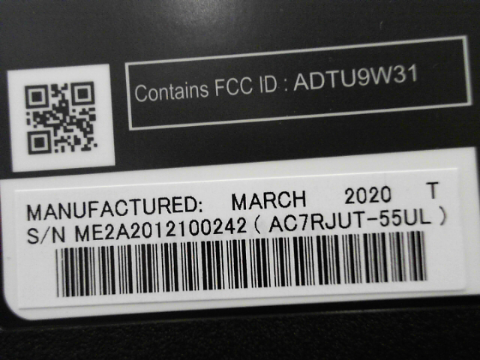 Contains FCC ID : ADTU9W31
MANUFACTURED: MARCH 2020 T
S/N ME2A2012100242 ( AC7RJUT-55UL )